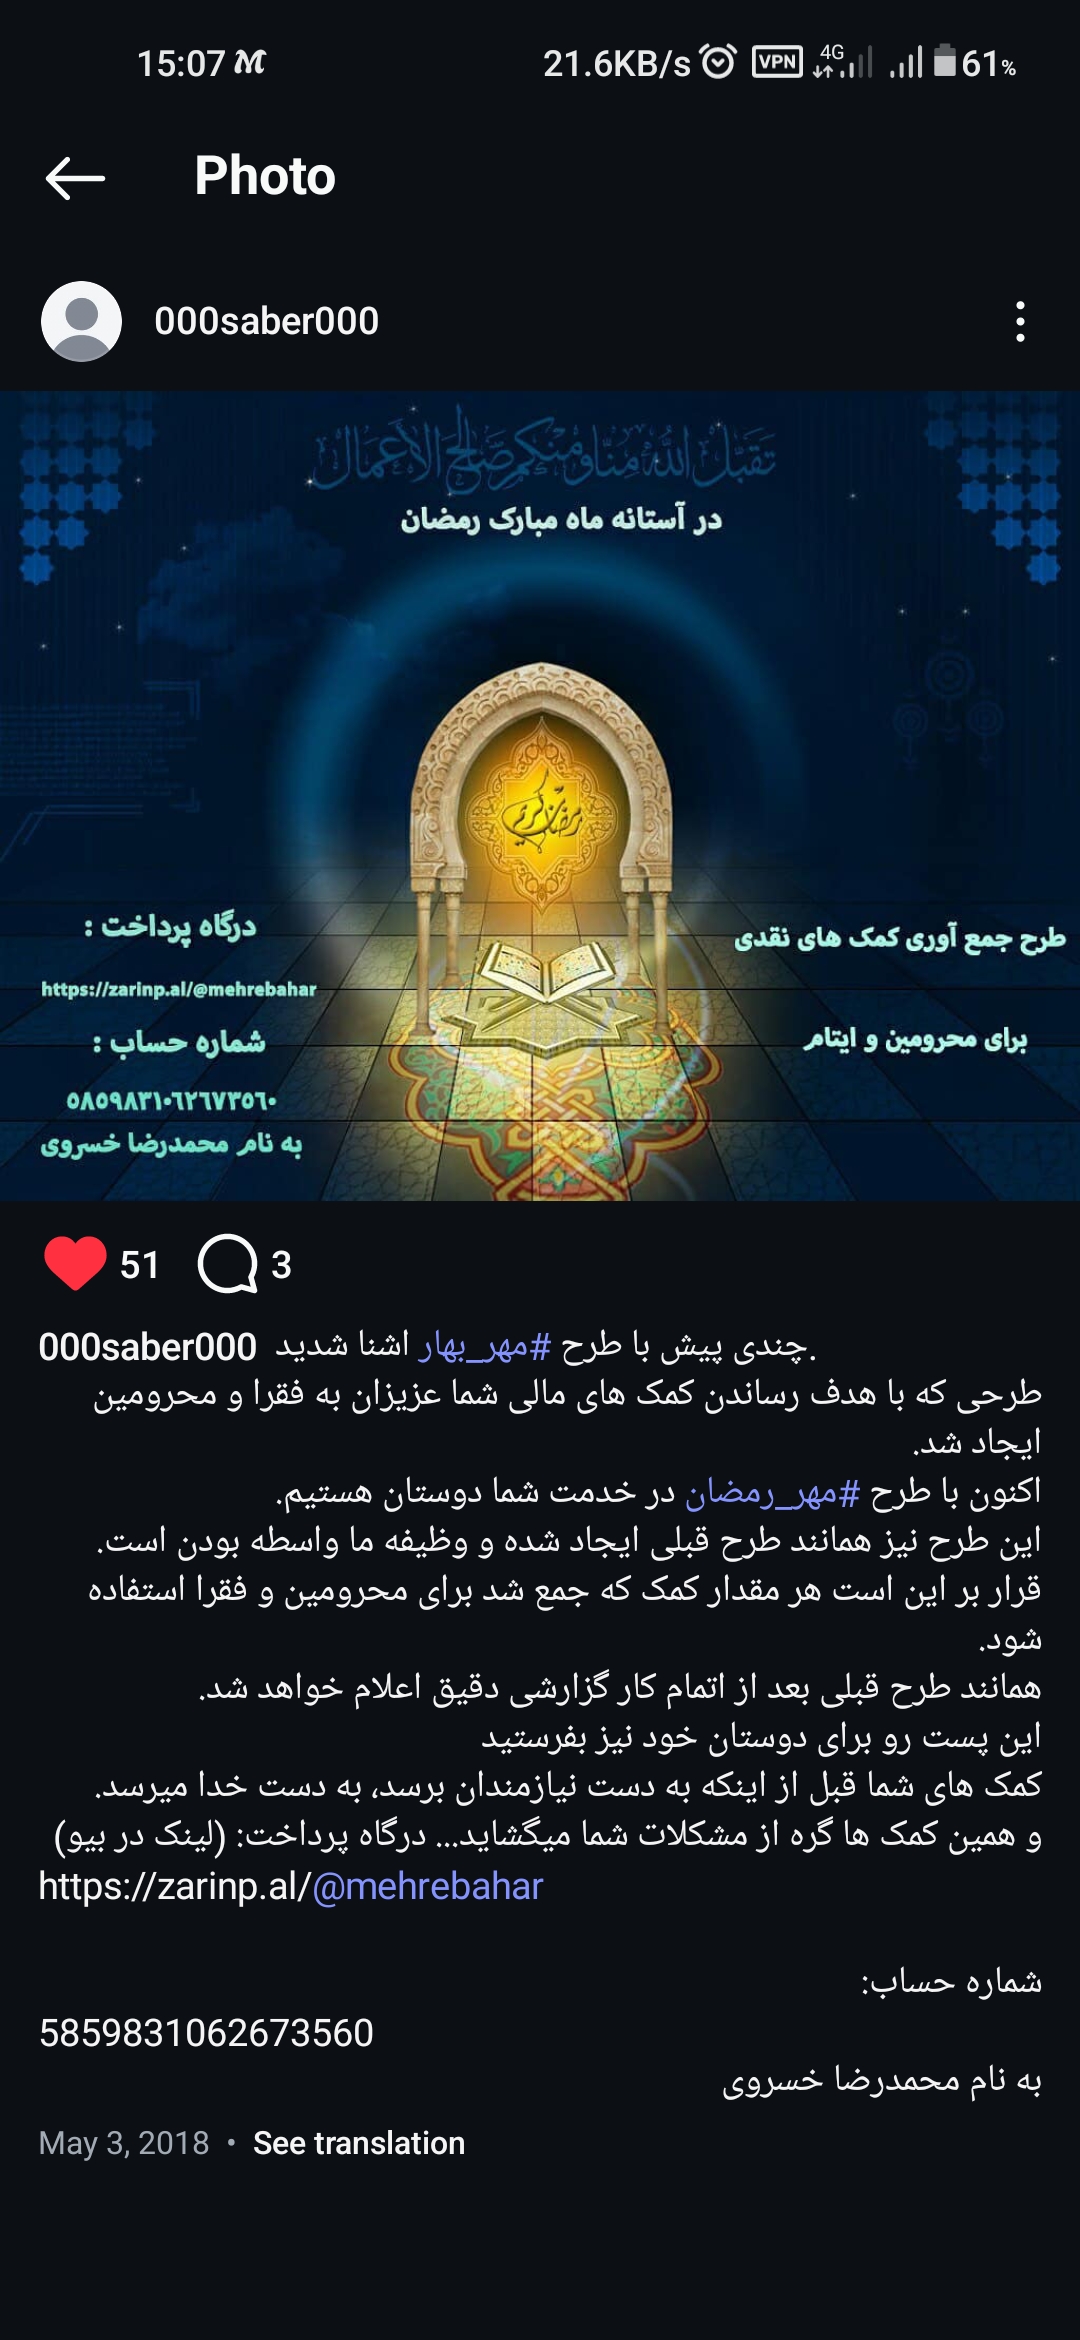 15:07 M
21.6KB/s VPN 4G 61%
Photo
000saber000
تقبل الله منا و منكم صالح الأعمال
در آستانه ماه مبارک رمضان
رمضان كريم
طرح جمع آوری کمک های نقدی
برای محرومین و ایتام
درگاه پرداخت :
https://zarinp.al/@mehrebahar
شماره حساب :
۵۸۵۹۸۳۱۰۶۲۶۷۳۵۶۰
به نام محمدرضا خسروی
51 3
000saber000 چندی پیش با طرح #مهر_بهار اشنا شدید.
طرحی که با هدف رساندن کمک های مالی شما عزیزان به فقرا و محرومین
ایجاد شد.
اکنون با طرح #مهر_رمضان در خدمت شما دوستان هستیم.
این طرح نیز همانند طرح قبلی ایجاد شده و وظیفه ما واسطه بودن است.
قرار بر این است هر مقدار کمک که جمع شد برای محرومین و فقرا استفاده
شود.
همانند طرح قبلی بعد از اتمام کار گزارشی دقیق اعلام خواهد شد.
این پست رو برای دوستان خود نیز بفرستید
کمک های شما قبل از اینکه به دست نیازمندان برسد، به دست خدا میرسد.
و همین کمک ها گره از مشکلات شما میگشاید... درگاه پرداخت: (لینک در بیو)
https://zarinp.al/@mehrebahar
شماره حساب:
5859831062673560
به نام محمدرضا خسروی
May 3, 2018 • See translation